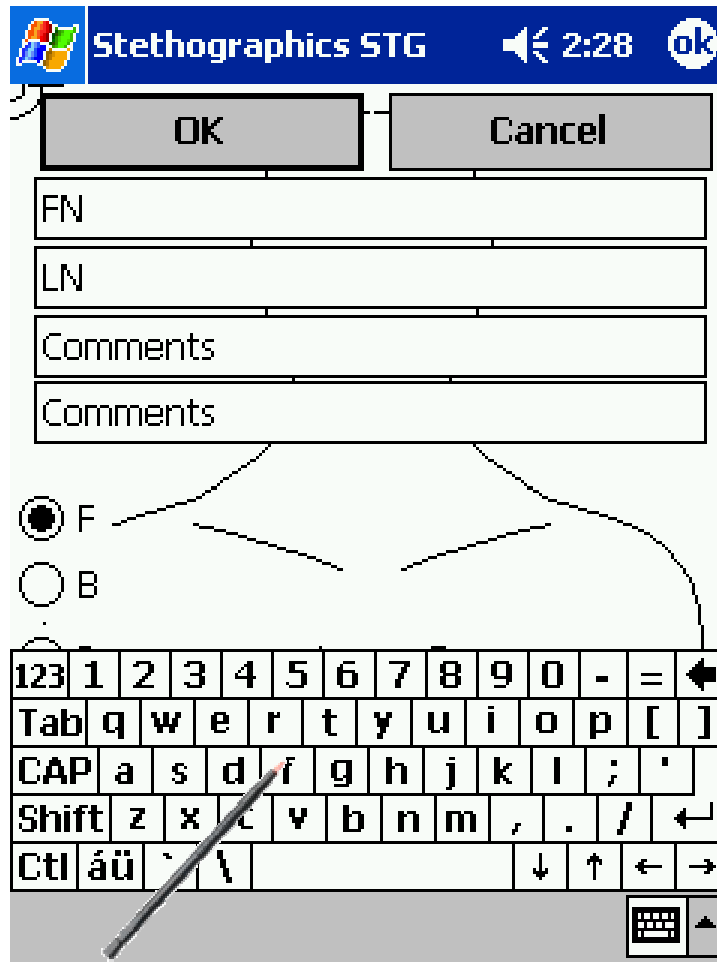 Stethographics STG 2:28 ok
OK Cancel
FN
LN
Comments
Comments
F
B
123 1 2 3 4 5 6 7 8 9 0 - =
Tab q w e r t y u i o p [ ]
CAP a s d f g h j k l ; '
Shift z x c v b n m , . /
Ctl áü ` \ ↓ ↑ ← →